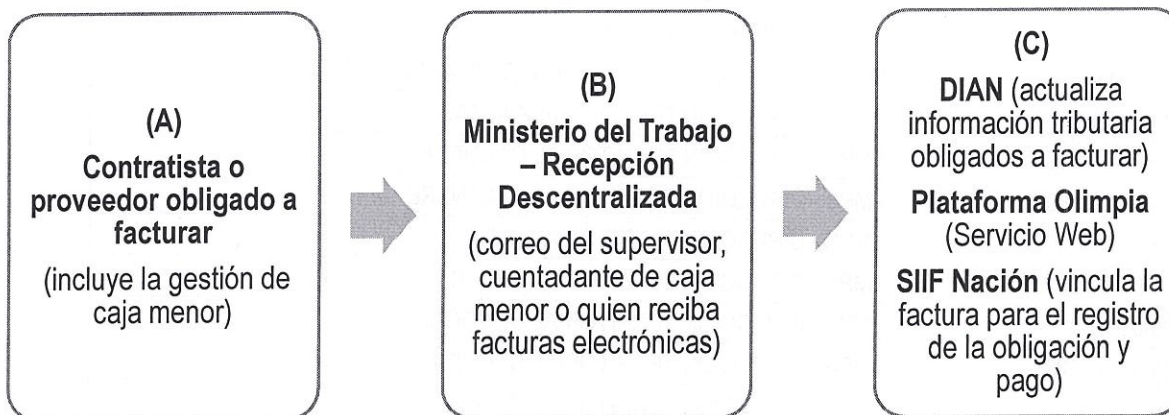 (A)
Contratista o
proveedor obligado a
facturar
(incluye la gestión de
caja menor)
(B)
Ministerio del Trabajo
– Recepción
Descentralizada
(correo del supervisor,
cuentadante de caja
menor o quien reciba
facturas electrónicas)
(C)
DIAN (actualiza
información tributaria
obligados a facturar)
Plataforma Olimpia
(Servicio Web)
SIIF Nación (vincula la
factura para el registro
de la obligación y
pago)